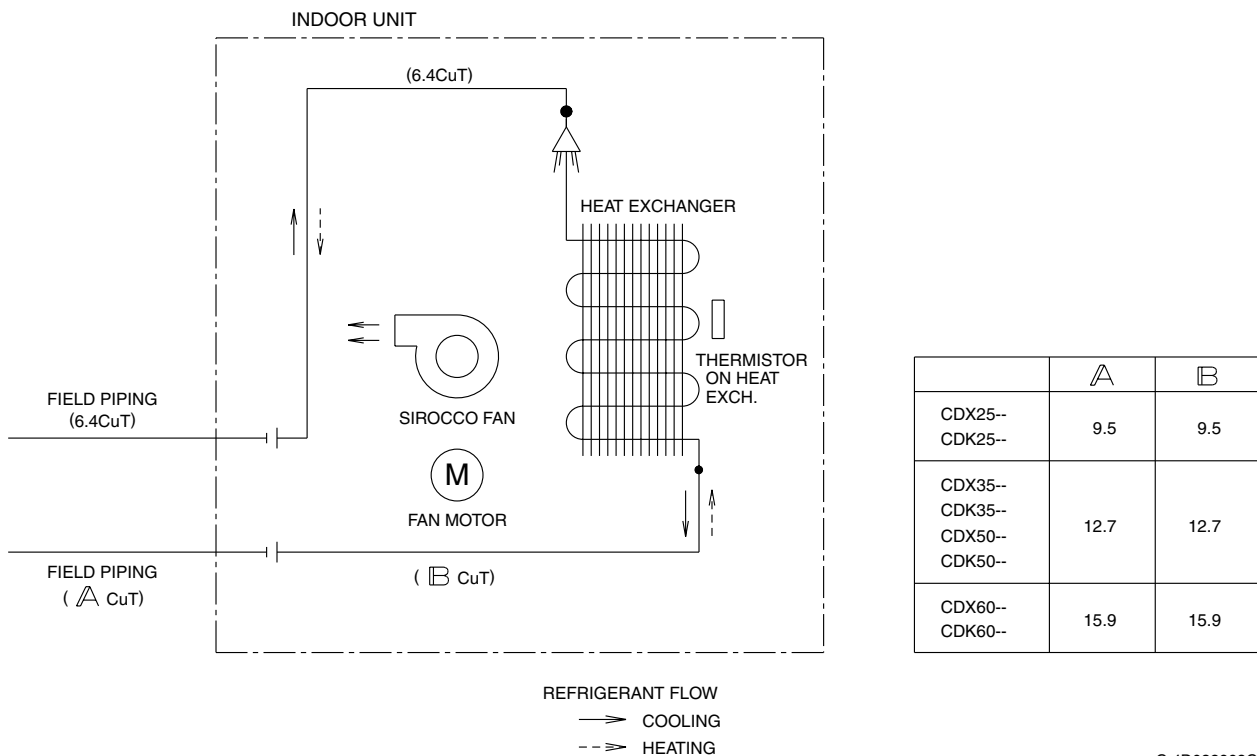 INDOOR UNIT
(6.4CuT)
HEAT EXCHANGER
THERMISTOR
ON HEAT
EXCH.
SIROCCO FAN
M
FAN MOTOR
FIELD PIPING
(6.4CuT)
FIELD PIPING
( A CuT)
( B CuT)
REFRIGERANT FLOW
COOLING
HEATING
A B
CDX25-- 9.5 9.5
CDK25--
CDX35--
CDK35--
CDX50-- 12.7 12.7
CDK50--
CDX60-- 15.9 15.9
CDK60--